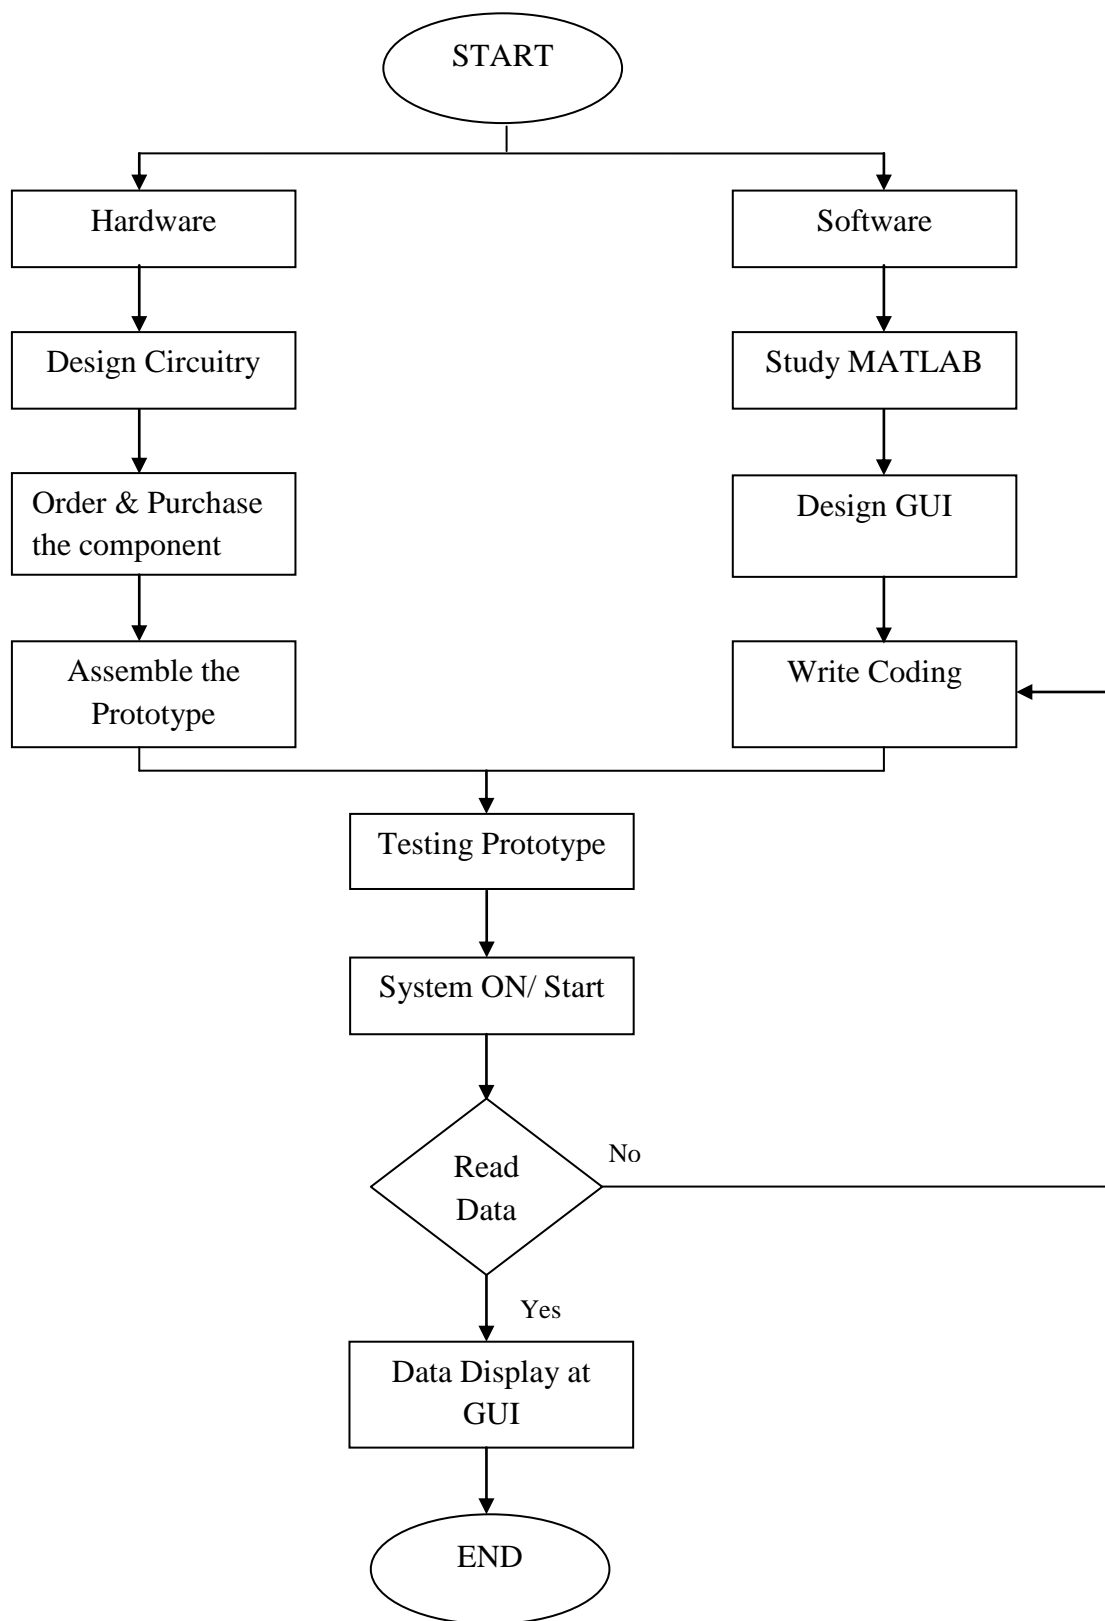 START
Hardware
Software
Design Circuitry
Study MATLAB
Order & Purchase
the component
Design GUI
Assemble the
Prototype
Write Coding
Testing Prototype
System ON/ Start
Read
Data
No
Yes
Data Display at
GUI
END